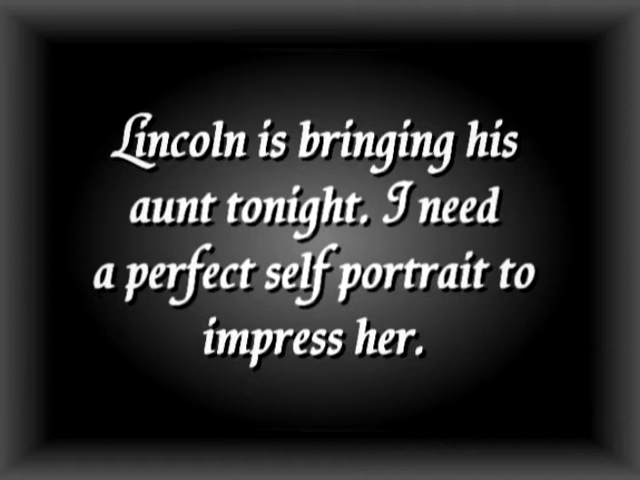 Lincoln is bringing his
aunt tonight. I need
a perfect self portrait to
impress her.